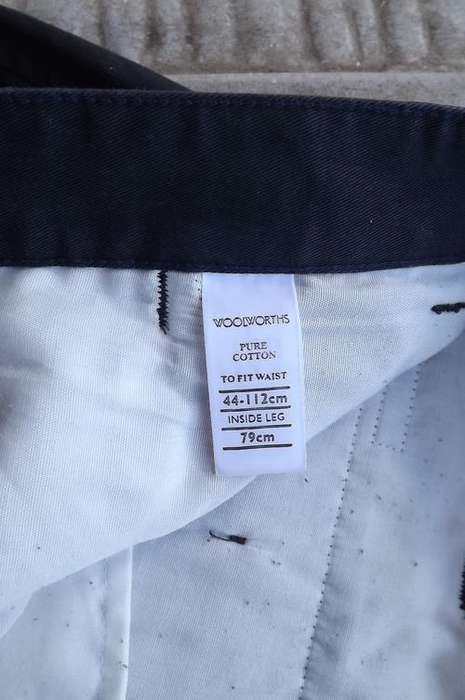 WOOLWORTHS
PURE
COTTON
TO FIT WAIST
44-112cm
INSIDE LEG
79cm